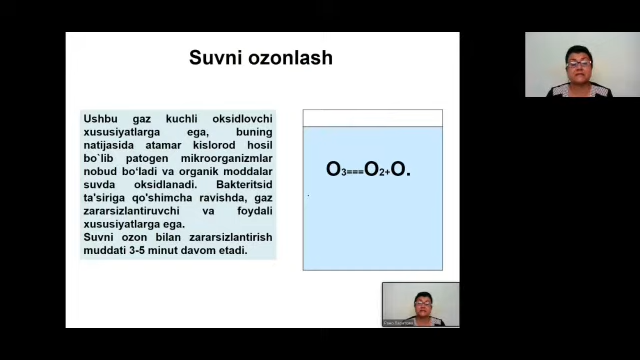 Suvni ozonlash
Ushbu gaz kuchli oksidlovchi
xususiyatlarga ega, buning
natijasida atamar kislorod hosil
bo`lib patogen mikroorganizmlar
nobud bo‘ladi va organik moddalar
suvda oksidlanadi. Bakteritsid
ta'siriga qo'shimcha ravishda, gaz
zararsizlantiruvchi va foydali
xususiyatlarga ega.
Suvni ozon bilan zararsizlantirish
muddati 3-5 minut davom etadi.
O3===O2+O.